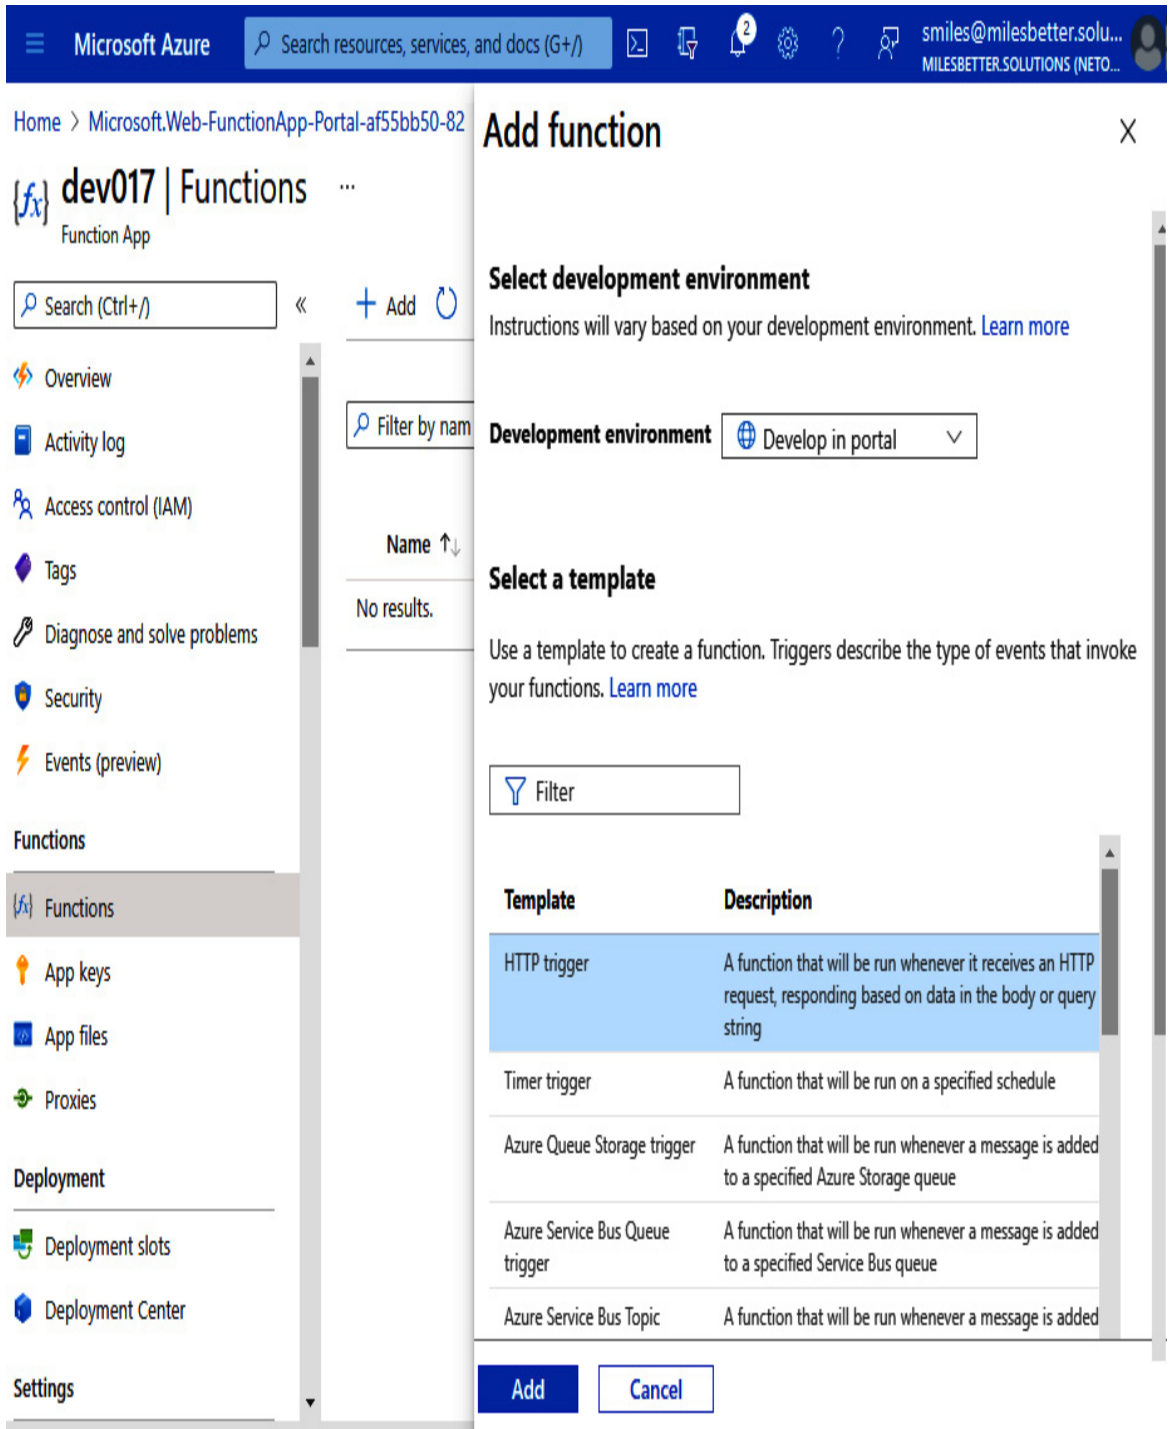 Microsoft Azure
Search resources, services, and docs (G+/)
2
smiles@milesbetter.solu...
MILESBETTER.SOLUTIONS (NETO...
Home > Microsoft.Web-FunctionApp-Portal-af55bb50-82
{fx} dev017 | Functions ...
Function App
Search (Ctrl+/)
«
Overview
Activity log
Access control (IAM)
Tags
Diagnose and solve problems
Security
Events (preview)
Functions
{fx} Functions
App keys
App files
Proxies
Deployment
Deployment slots
Deployment Center
Settings
+ Add
Filter by nam
Name ↑↓
No results.
Add function
X
Select development environment
Instructions will vary based on your development environment. Learn more
Development environment
Develop in portal
Select a template
Use a template to create a function. Triggers describe the type of events that invoke
your functions. Learn more
Filter
Template Description
HTTP trigger A function that will be run whenever it receives an HTTP
request, responding based on data in the body or query
string
Timer trigger A function that will be run on a specified schedule
Azure Queue Storage trigger A function that will be run whenever a message is added
to a specified Azure Storage queue
Azure Service Bus Queue A function that will be run whenever a message is added
trigger to a specified Service Bus queue
Azure Service Bus Topic A function that will be run whenever a message is added
Add Cancel